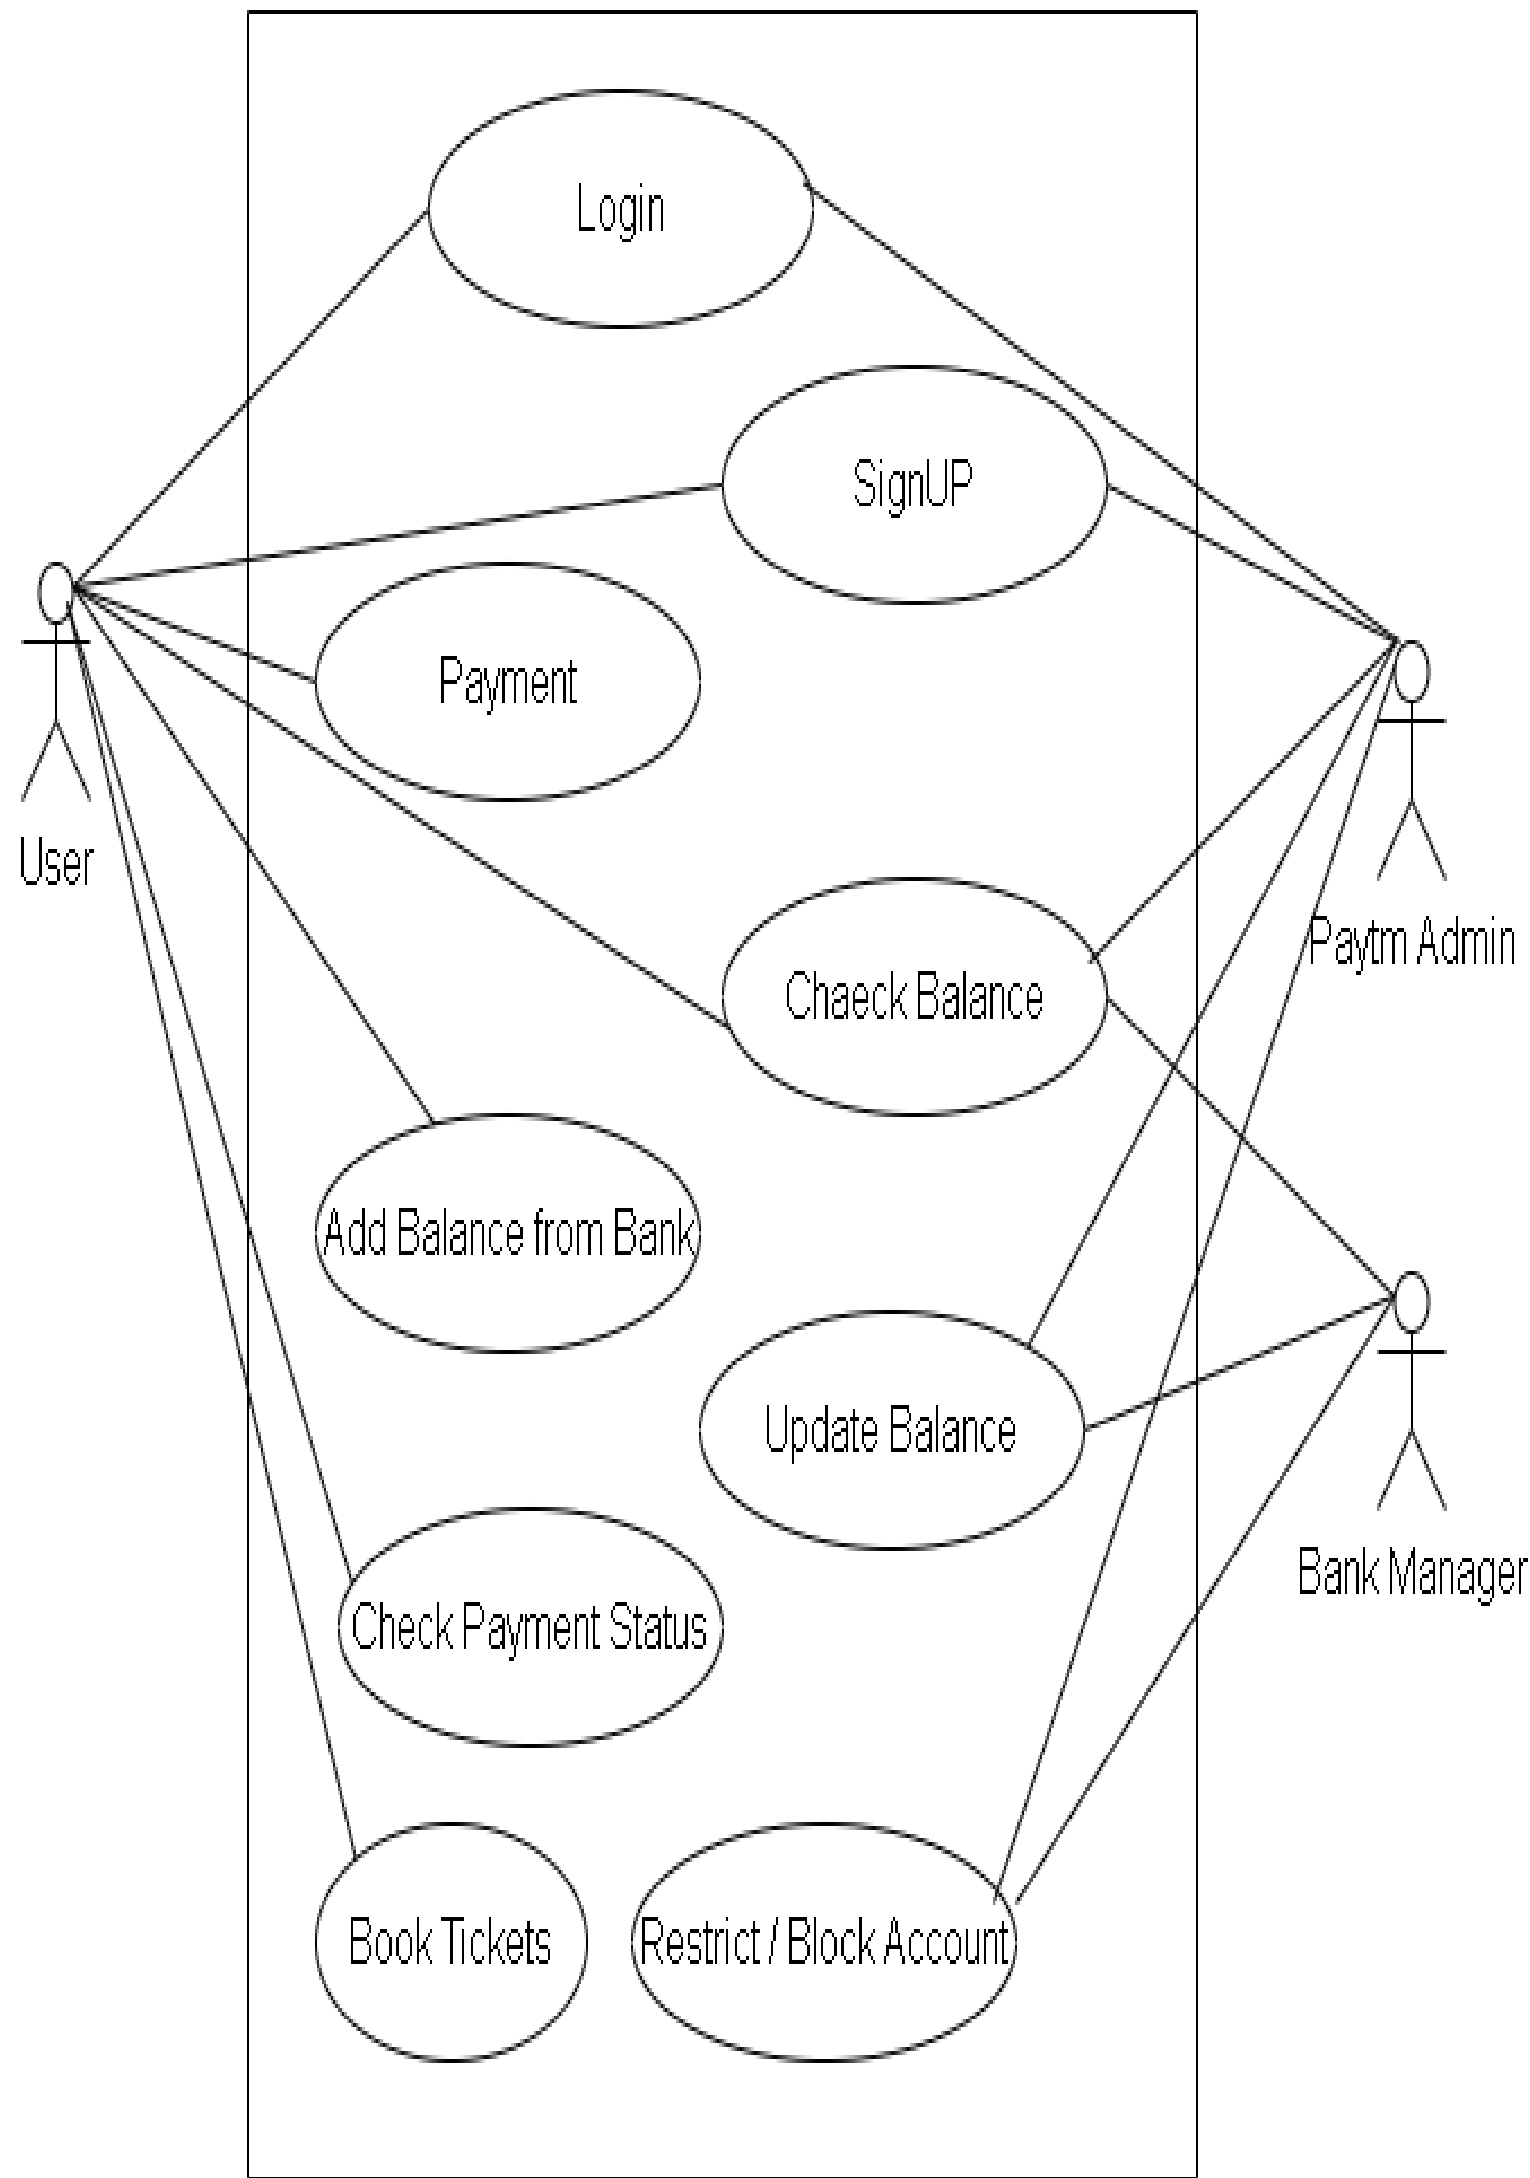 Login
SignUP
Payment
User
Paytm Admin
Chaeck Balance
Add Balance from Bank
Update Balance
Bank Manager
Check Payment Status
Book Tickets
Restrict / Block Account